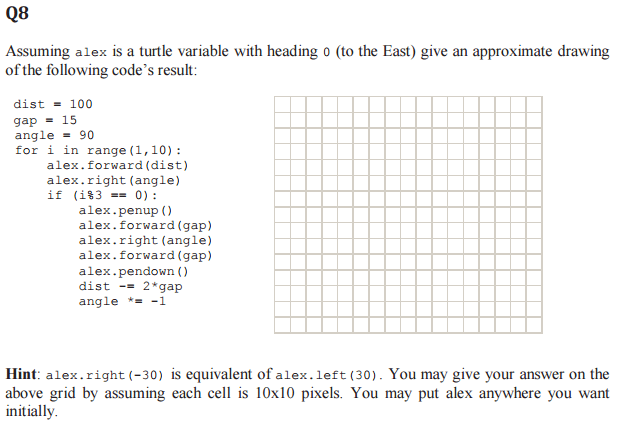 Q8
Assuming alex is a turtle variable with heading 0 (to the East) give an approximate drawing
of the following code's result:
dist = 100
gap = 15
angle = 90
for i in range(1,10):
    alex.forward(dist)
    alex.right(angle)
    if (i%3 == 0):
        alex.penup()
        alex.forward(gap)
        alex.right(angle)
        alex.forward(gap)
        alex.pendown()
        dist -= 2*gap
        angle *= -1
Hint: alex.right(-30) is equivalent of alex.left(30). You may give your answer on the
above grid by assuming each cell is 10x10 pixels. You may put alex anywhere you want
initially.